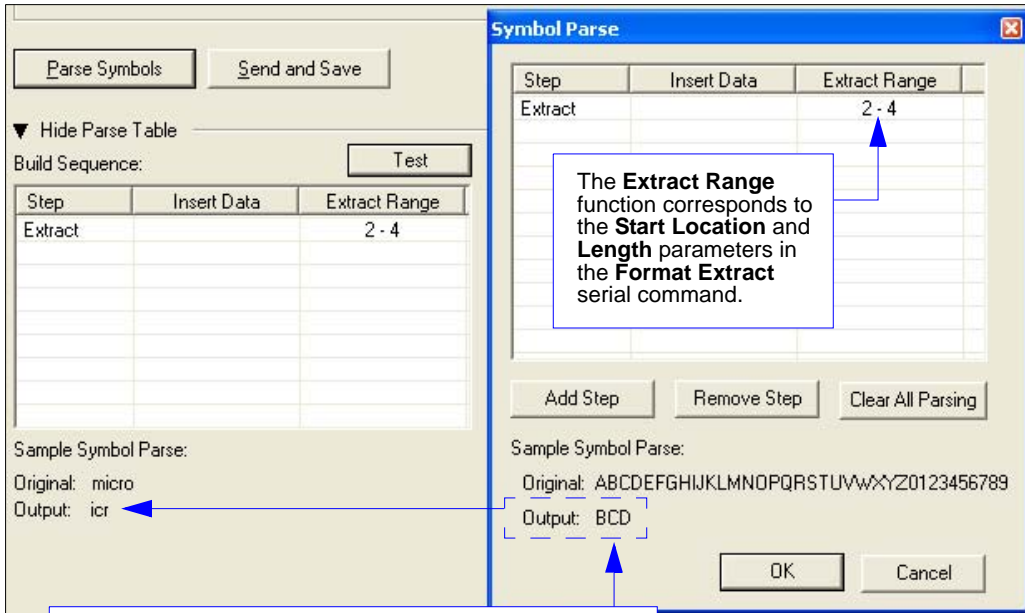 Parse Symbols
Send and Save
▼ Hide Parse Table
Build Sequence:
Test
Step Insert Data Extract Range
Extract 2 - 4
Sample Symbol Parse:
Original: micro
Output: icr
Symbol Parse
Step Insert Data Extract Range
Extract 2 - 4
The Extract Range
function corresponds to
the Start Location and
Length parameters in
the Format Extract
serial command.
Add Step
Remove Step
Clear All Parsing
Sample Symbol Parse:
Original: ABCDEFGHIJKLMNOPQRSTUVWXYZ0123456789
Output: BCD
OK
Cancel